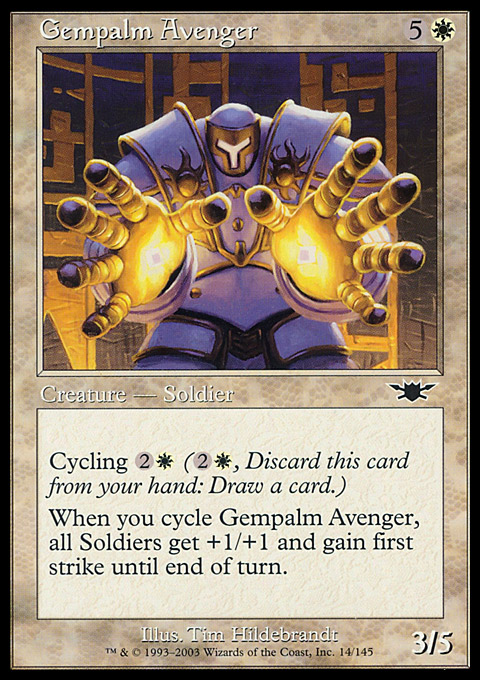 Gempalm Avenger 5
Creature — Soldier
Cycling 2 (2, Discard this card
from your hand: Draw a card.)
When you cycle Gempalm Avenger,
all Soldiers get +1/+1 and gain first
strike until end of turn.
Illus. Tim Hildebrandt
™ & © 1993–2003 Wizards of the Coast, Inc. 14/145
3/5